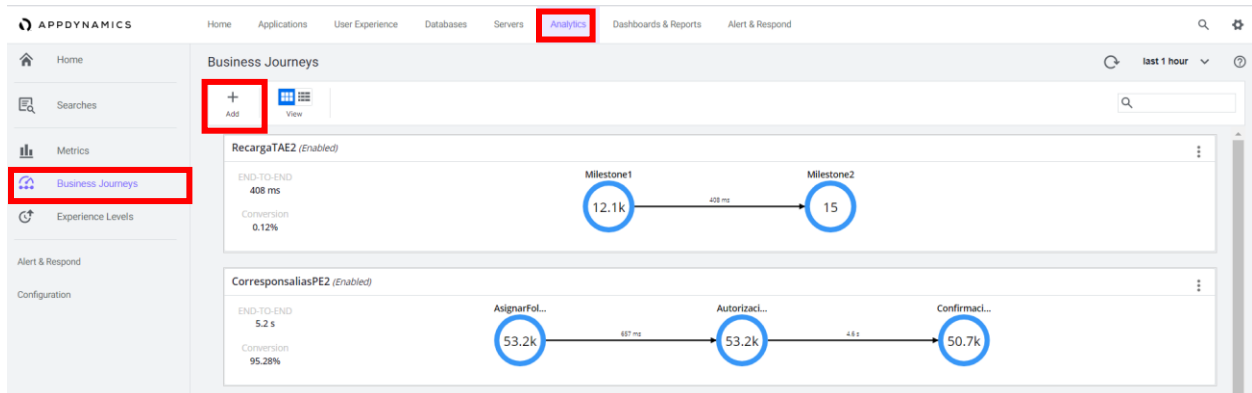 APPDYNAMICS
Home Applications User Experience Databases Servers Analytics Dashboards & Reports Alert & Respond
Home
Searches
Metrics
Business Journeys
Experience Levels
Alert & Respond
Configuration
Business Journeys
last 1 hour
Add
View
RecargaTAE2 (Enabled)
END-TO-END
408 ms
Conversion
0.12%
Milestone1
12.1k
408 ms
Milestone2
15
CorresponsaliasPE2 (Enabled)
END-TO-END
5.2 s
Conversion
95.28%
AsignarFol...
53.2k
657 ms
Autorizaci...
53.2k
4.6 s
Confirmaci...
50.7k